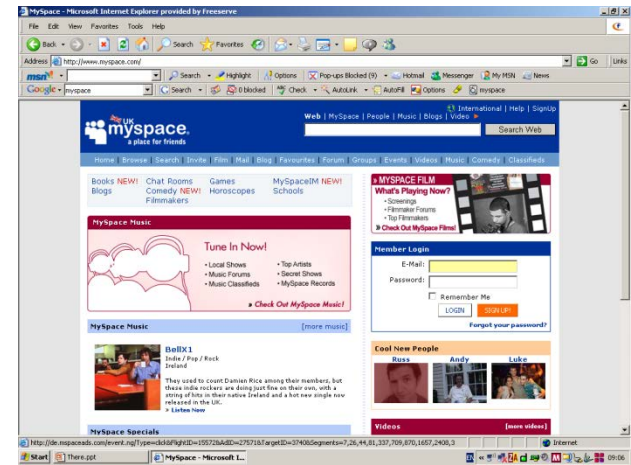 MySpace - Microsoft Internet Explorer provided by Freeserve
File Edit View Favorites Tools Help
Back Search Favorites
Address http://www.myspace.com/ Go Links
msn Search Highlight Options Pop-ups Blocked (9) Hotmail Messenger My MSN News
Google myspace Search 0 blocked Check AutoLink AutoFill Options myspace
International | Help | SignUp
UK
myspace.
a place for friends
Web | MySpace | People | Music | Blogs | Video
Search Web
Home | Browse | Search | Invite | Film | Mail | Blog | Favourites | Forum | Groups | Events | Videos | Music | Comedy | Classifieds
Books NEW! Chat Rooms Games MySpaceIM NEW!
Blogs Comedy NEW! Horoscopes Schools
Filmmakers
» MYSPACE FILM
What's Playing Now?
• Screenings
• Filmmaker Forums
• Top Filmmakers
» Check Out MySpace Films!
MySpace Music
Tune In Now!
• Local Shows • Top Artists
• Music Forums • Secret Shows
• Music Classifieds • MySpace Records
» Check Out MySpace Music!
Member Login
E-Mail:
Password:
Remember Me
LOGIN SIGN UP!
Forgot your password?
MySpace Music [more music]
BellX1
Indie / Pop / Rock
Ireland
They used to count Damien Rice among their members, but
these indie rockers are doing just fine on their own, with a
string of hits in their native Ireland and a hot new single now
released in the UK.
> Listen Now
Cool New People
Russ Andy Luke
MySpace Specials
Videos [more videos]
Internet
Start There.ppt MySpace - Microsoft I... EN 09:06